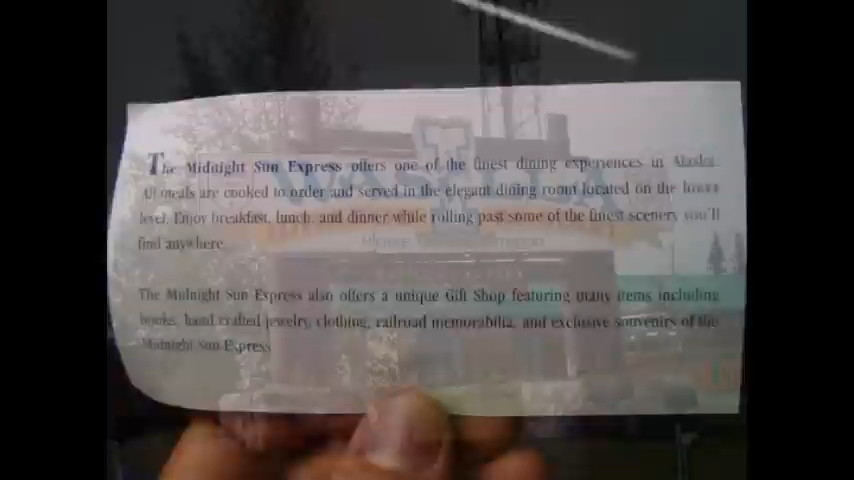 The Midnight Sun Express offers one of the finest dining experiences in Alaska.
All meals are cooked to order and served in the elegant dining room located on the lower
level. Enjoy breakfast, lunch, and dinner while rolling past some of the finest scenery you'll
find anywhere.
The Midnight Sun Express also offers a unique Gift Shop featuring many items including
books, hand crafted jewelry, clothing, railroad memorabilia, and exclusive souvenirs of the
Midnight Sun Express
WASILLA